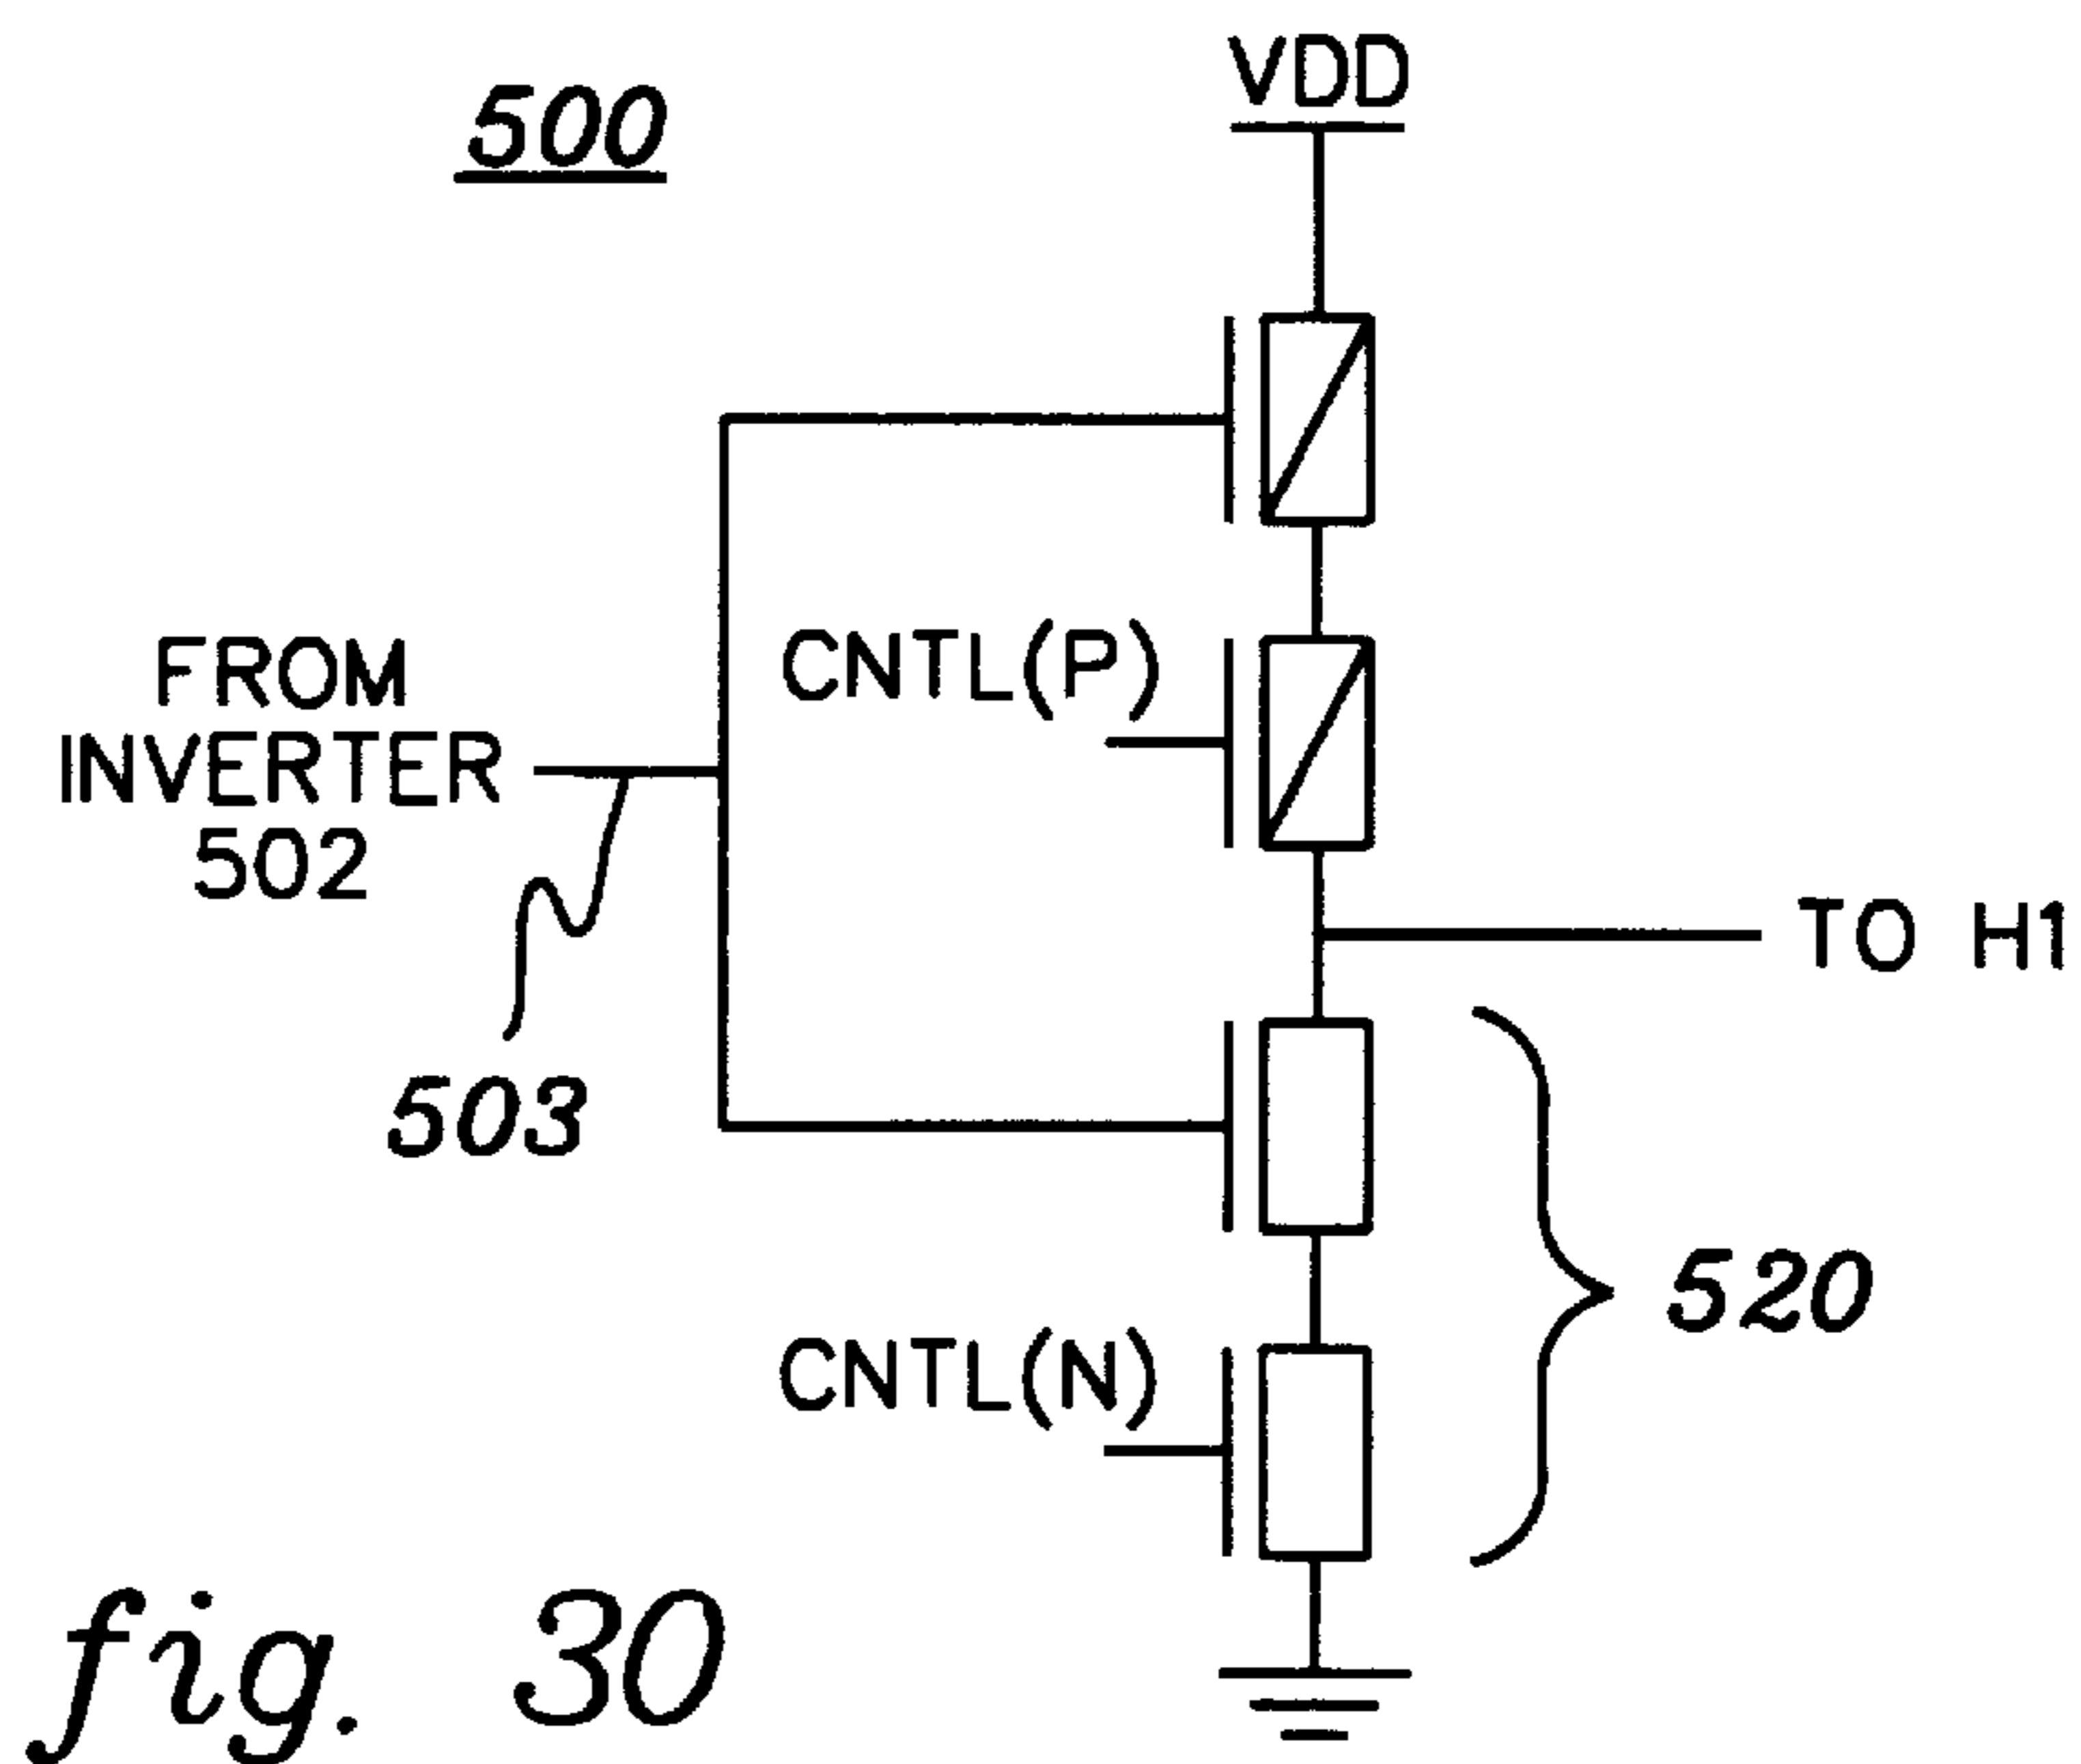 500
VDD
CNTL(P)
FROM
INVERTER
502
TO H1
503
520
CNTL(N)
fig. 30